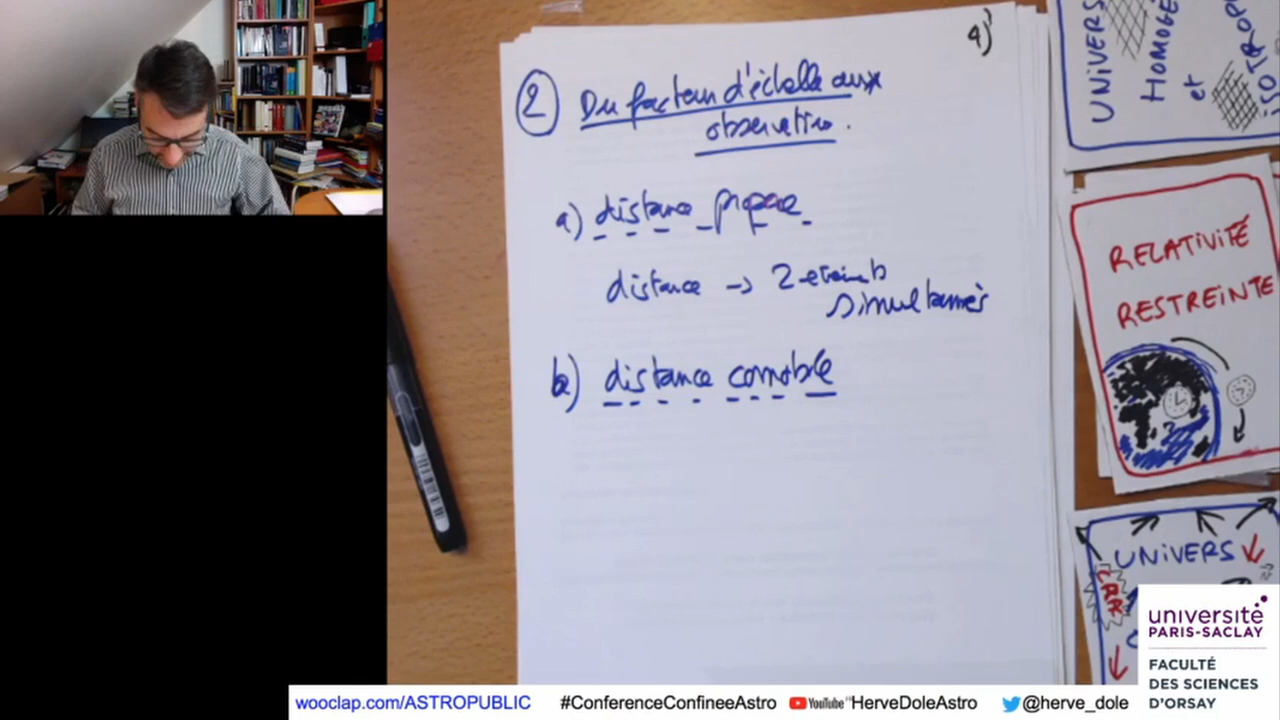 4)
2 Du facteur d'échelle aux
observations.
a) distance propre
distance → 2 événements
simultanés
b) distance comobile
UNIVERS
HOMOGÈNE
et
ISOTROPE
RELATIVITÉ
RESTREINTE
UNIVERS
université
PARIS-SACLAY
FACULTÉ
DES SCIENCES
D'ORSAY
wooclap.com/ASTROPUBLIC #ConferenceConfineeAstro YouTube HerveDoleAstro @herve_dole